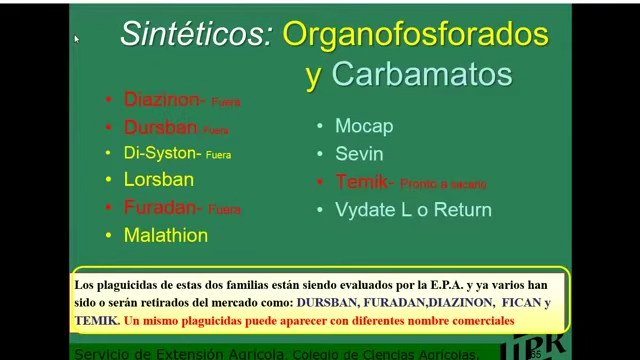 Sintéticos: Organofosforados
y Carbamatos
• Diazinon- Fuera
• Dursban Fuera
• Di-Syston- Fuera
• Lorsban
• Furadan- Fuera
• Malathion
• Mocap
• Sevin
• Temik- Pronto a sacarlo
• Vydate L o Return
Los plaguicidas de estas dos familias están siendo evaluados por la E.P.A. y ya varios han
sido o serán retirados del mercado como: DURSBAN, FURADAN,DIAZINON, FICAN y
TEMIK. Un mismo plaguicidas puede aparecer con diferentes nombre comerciales
Servicio de Extensión Agrícola, Colegio de Ciencias Agrícolas,